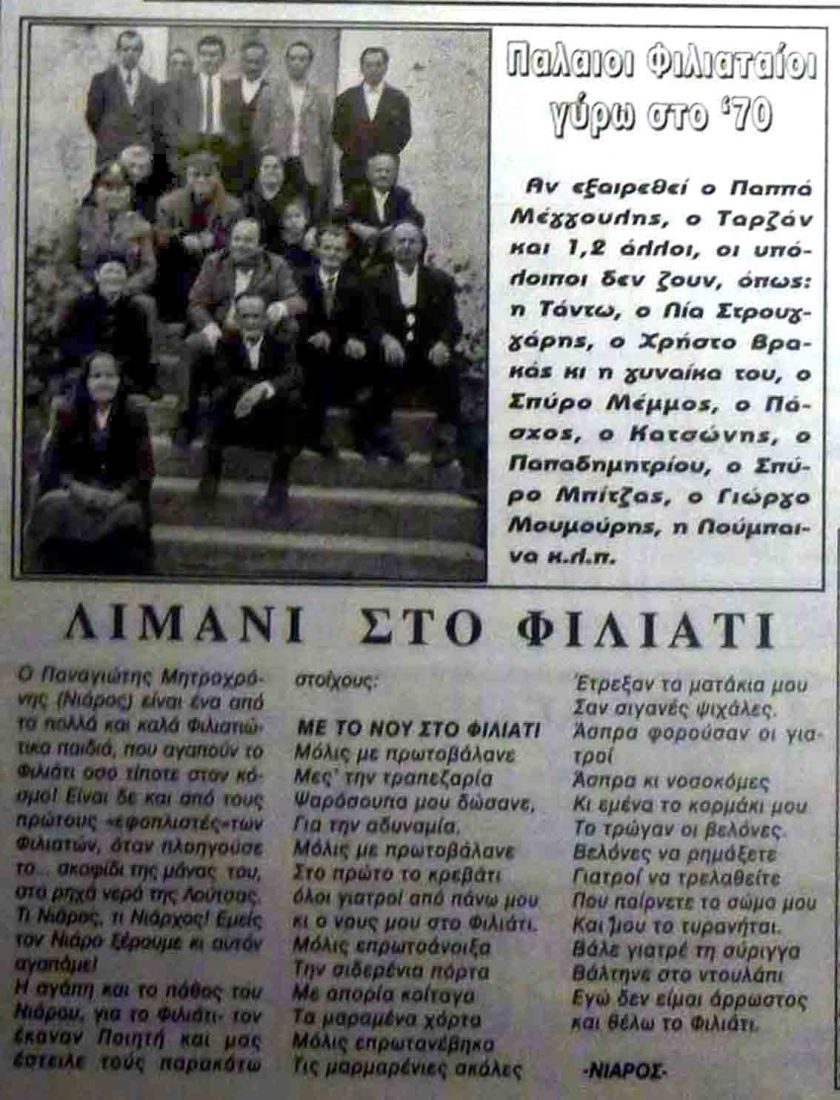 Παλαιοι Φιλιαταίοι
γύρω στο '70
Αν εξαιρεθεί ο Παππά
Μέγγουλης, ο Ταρζάν
και 1,2 άλλοι, οι υπό-
λοιποι δεν ζουν, όπως:
η Τάντω, ο Λία Στρουγ-
γάρης, ο Χρήστο Βρα-
κάς κι η γυναίκα του, ο
Σπύρο Μέμμος, ο Πά-
σχος, ο Κατσώνης, ο
Παπαδημητρίου, ο Σπύ-
ρο Μπίτζας, ο Γιώργο
Μουμούρης, η Λούμπαι-
να κ.λ.π.
ΛΙΜΑΝΙ ΣΤΟ ΦΙΛΙΑΤΙ
Ο Παναγιώτης Μητροχρό-
νης (Νιάρος) είναι ένα από
τα πολλά και καλά Φιλιατιώ-
τικα παιδιά, που αγαπούν το
Φιλιάτι οσο τίποτε στον κό-
σμο! Είναι δε και από τους
πρώτους «εφοπλιστές»των
Φιλιατών, όταν πλοηγούσε
το... σκαφίδι της μάνας του,
στα ρηχά νερά της Λούτσας.
Τι Νιάρος, τι Νιάρχος! Εμείς
τον Νιάρο ξέρουμε κι αυτόν
αγαπάμε!
Η αγάπη και το πάθος του
Νιάρου, για το Φιλιάτι- τον
έκαναν Ποιητή και μας
έστειλε τούς παρακάτω
στοίχους:
ΜΕ ΤΟ ΝΟΥ ΣΤΟ ΦΙΛΙΑΤΙ
Μόλις με πρωτοβάλανε
Μες' την τραπεζαρία
Ψαρόσουπα μου δώσανε,
Για την αδυναμία.
Μόλις με πρωτοβάλανε
Στο πρώτο το κρεβάτι
όλοι γιατροί από πάνω μου
κι ο νους μου στο Φιλιάτι.
Μόλις επρωτοάνοιξα
Την σιδερένια πόρτα
Με απορία κοίταγα
Τα μαραμένα χόρτα
Μόλις επρωτανέβηκα
Τις μαρμαρένιες σκάλες
Έτρεξαν τα ματάκια μου
Σαν σιγανές ψιχάλες.
Άσπρα φορούσαν οι για-
τροί
Άσπρα κι νοσοκόμες
Κι εμένα το κορμάκι μου
Το τρώγαν οι βελόνες.
Βελόνες να ρημάξετε
Γιατροί να τρελαθείτε
Που παίρνετε το σώμα μου
Και μου το τυρανήται.
Βάλε γιατρέ τη σύριγγα
Βάλτηνε στο ντουλάπι
Εγώ δεν είμαι άρρωστος
και θέλω το Φιλιάτι.
-ΝΙΑΡΟΣ-